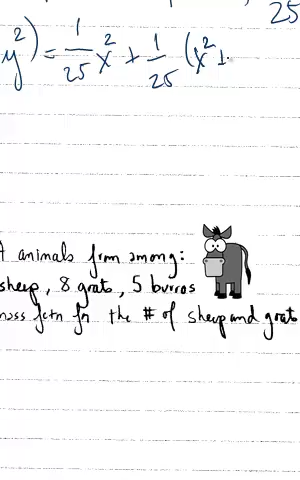 25
y²) = 1/25 x² + 1/25 (x² +
animals from among:
sheep, 8 goats, 5 burros
mass fctn for the # of sheep and goats